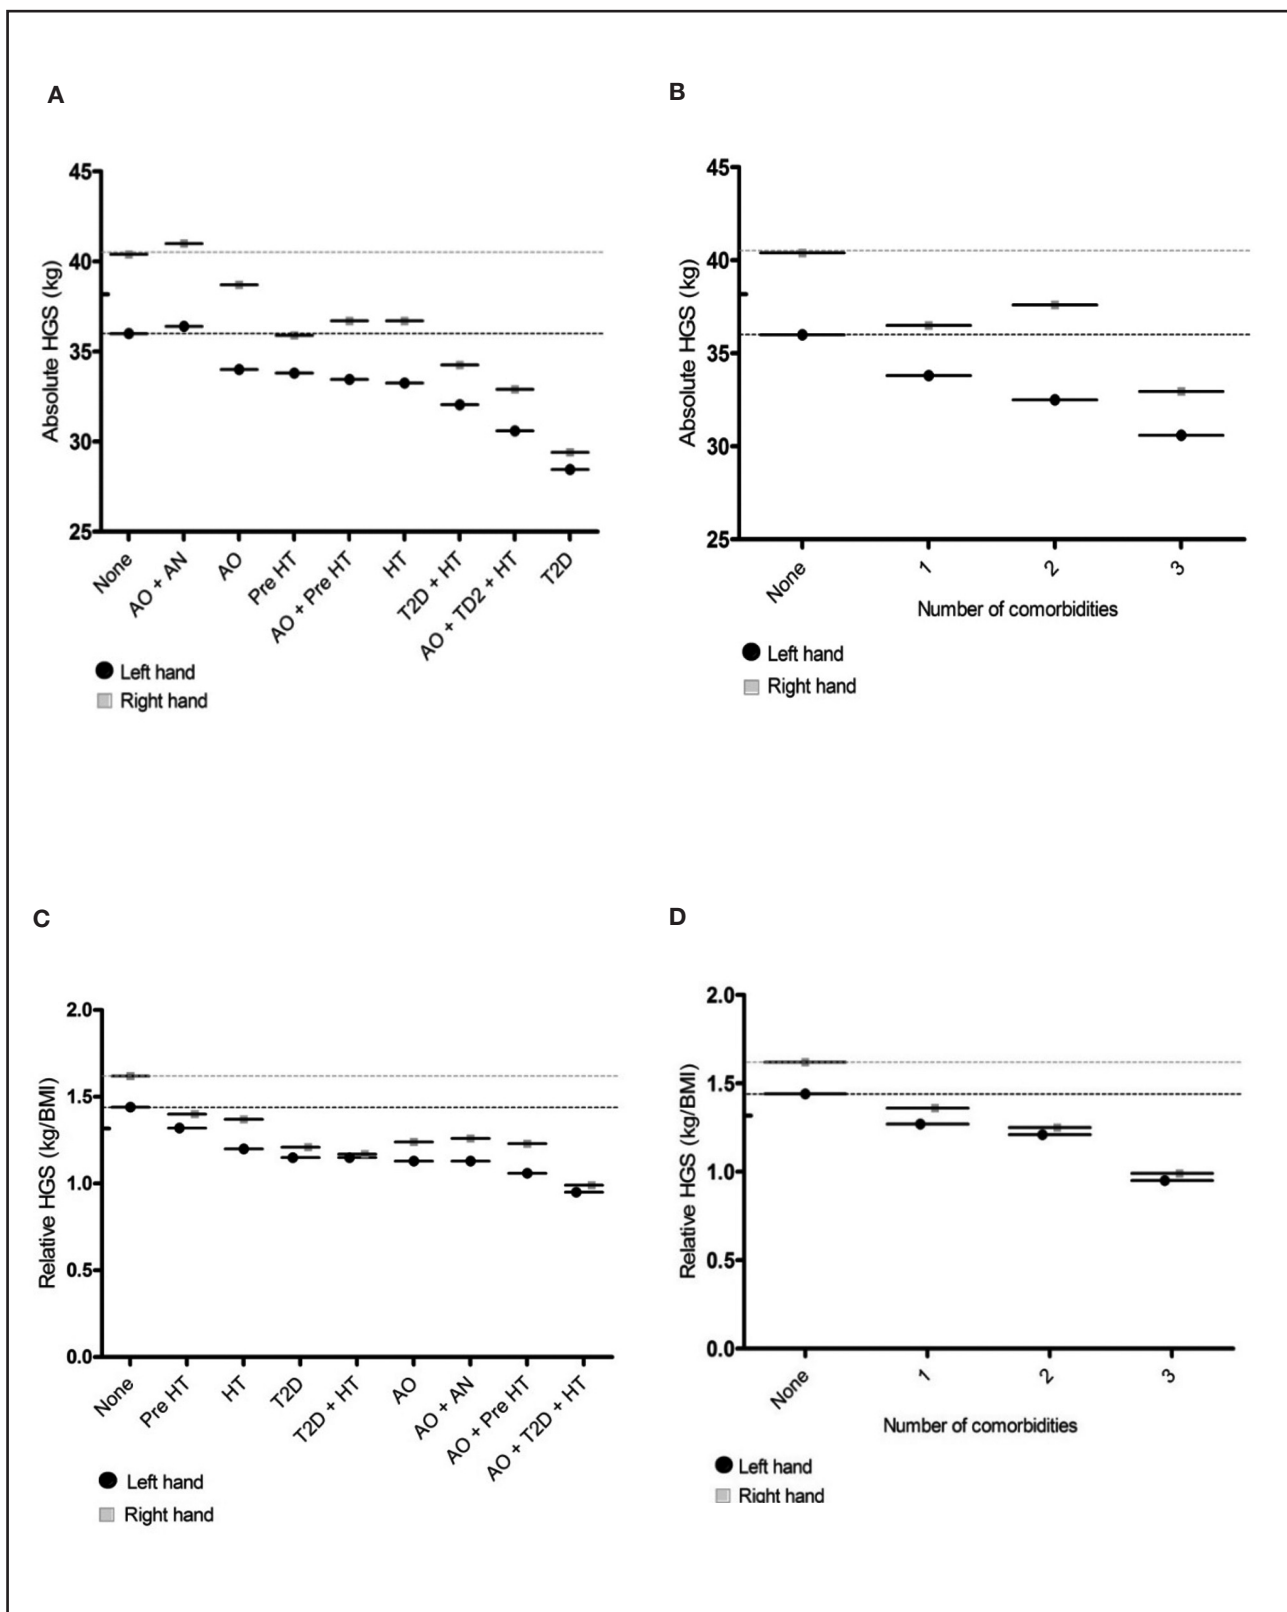 A
Absolute HGS (kg)
45
40
35
30
25
None
AO + AN
AO
Pre HT
AO + Pre HT
HT
T2D + HT
AO + TD2 + HT
T2D
Left hand
Right hand
B
Absolute HGS (kg)
45
40
35
30
25
None
1
2
3
Number of comorbidities
Left hand
Right hand
C
Relative HGS (kg/BMI)
2.0
1.5
1.0
0.5
0.0
None
Pre HT
HT
T2D
T2D + HT
AO
AO + AN
AO + Pre HT
AO + T2D + HT
Left hand
Right hand
D
Relative HGS (kg/BMI)
2.0
1.5
1.0
0.5
0.0
None
1
2
3
Number of comorbidities
Left hand
Right hand